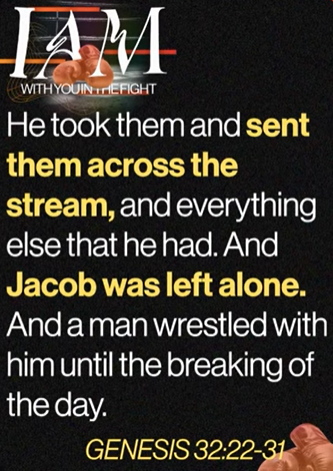 I AM
WITH YOU IN THE FIGHT
He took them and sent
them across the
stream, and everything
else that he had. And
Jacob was left alone.
And a man wrestled with
him until the breaking of
the day.
GENESIS 32:22-31